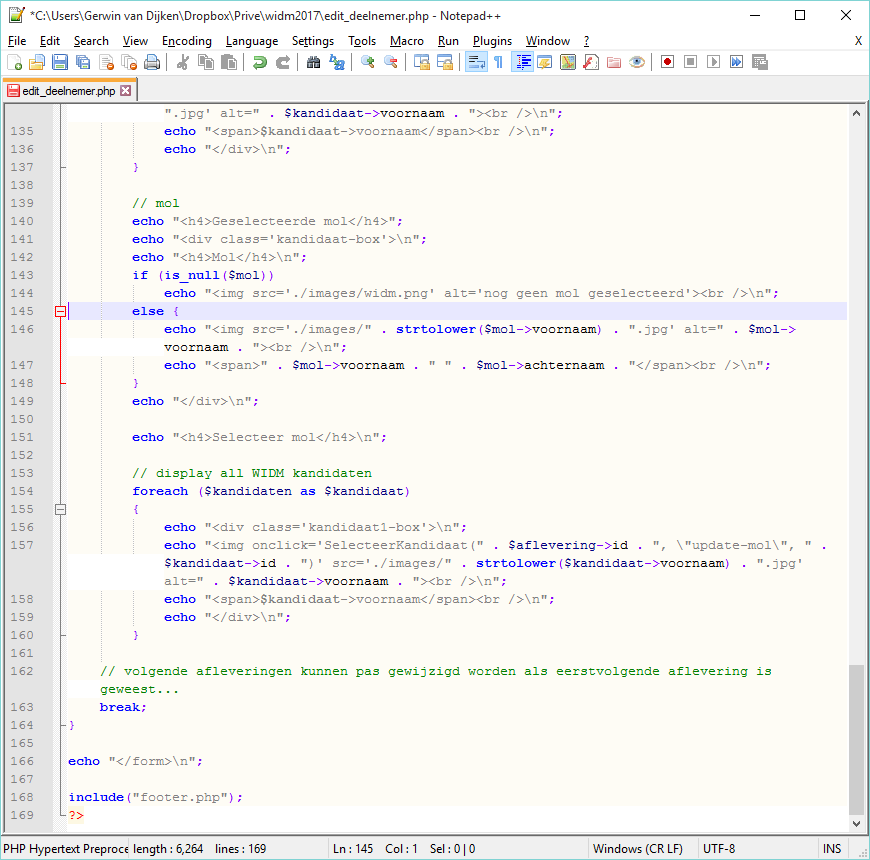 *C:\Users\Gerwin van Dijken\Dropbox\Prive\widm2017\edit_deelnemer.php - Notepad++
File Edit Search View Encoding Language Settings Tools Macro Run Plugins Window ? X
edit_deelnemer.php
".jpg' alt=" . $kandidaat->voornaam . "><br />\n";
135 echo "<span>$kandidaat->voornaam</span><br />\n";
136 echo "</div>\n";
137 }
138
139 // mol
140 echo "<h4>Geselecteerde mol</h4>";
141 echo "<div class='kandidaat-box'>\n";
142 echo "<h4>Mol</h4>\n";
143 if (is_null($mol))
144 echo "<img src='./images/widm.png' alt='nog geen mol geselecteerd'><br />\n";
145 else {
146 echo "<img src='./images/" . strtolower($mol->voornaam) . ".jpg' alt=" . $mol->
voornaam . "><br />\n";
147 echo "<span>" . $mol->voornaam . " " . $mol->achternaam . "</span><br />\n";
148 }
149 echo "</div>\n";
150
151 echo "<h4>Selecteer mol</h4>\n";
152
153 // display all WIDM kandidaten
154 foreach ($kandidaten as $kandidaat)
155 {
156 echo "<div class='kandidaat1-box'>\n";
157 echo "<img onclick='SelecteerKandidaat(" . $aflevering->id . ", \"update-mol\", " .
$kandidaat->id . ")' src='./images/" . strtolower($kandidaat->voornaam) . ".jpg'
alt=" . $kandidaat->voornaam . "><br />\n";
158 echo "<span>$kandidaat->voornaam</span><br />\n";
159 echo "</div>\n";
160 }
161
162 // volgende afleveringen kunnen pas gewijzigd worden als eerstvolgende aflevering is
geweest...
163 break;
164 }
165
166 echo "</form>\n";
167
168 include("footer.php");
169 ?>
PHP Hypertext Preproce length : 6,264 lines : 169 Ln : 145 Col : 1 Sel : 0 | 0 Windows (CR LF) UTF-8 INS